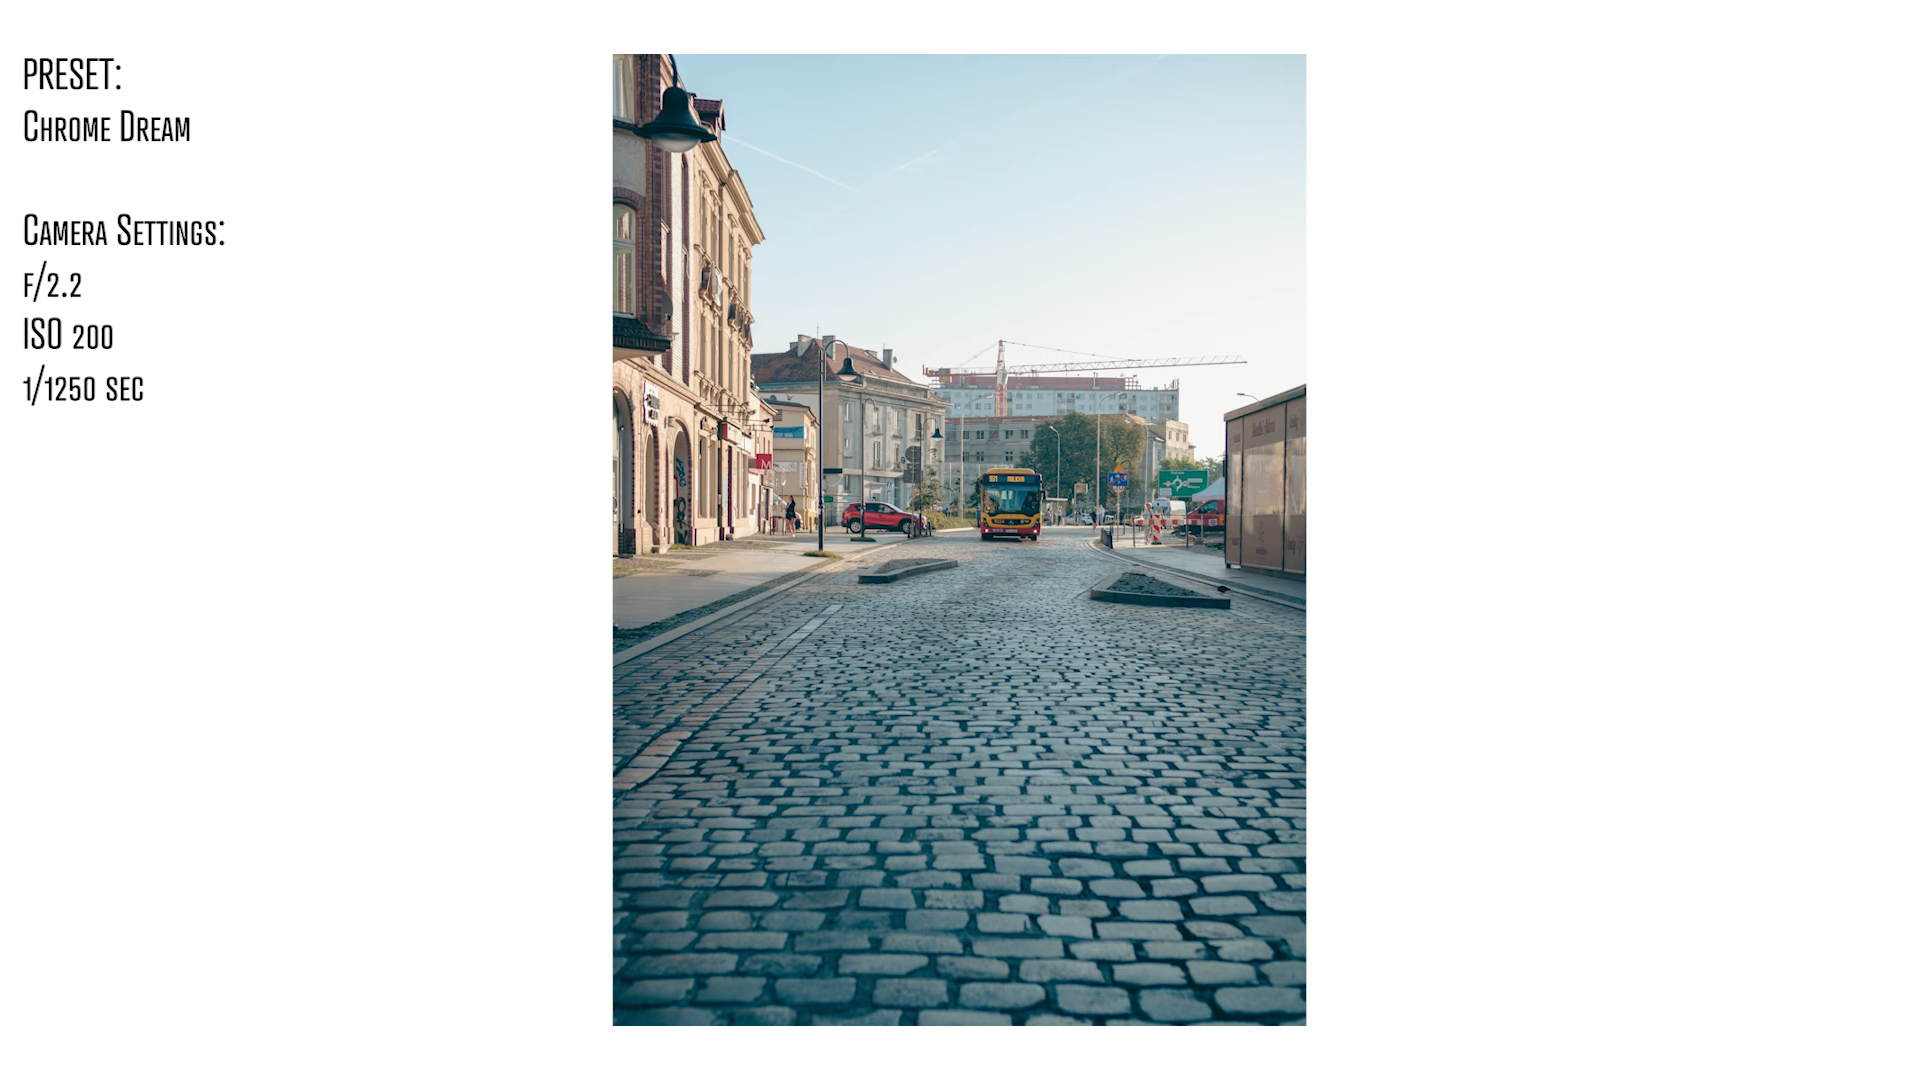 PRESET:
Chrome Dream
Camera Settings:
f/2.2
ISO 200
1/1250 sec
M